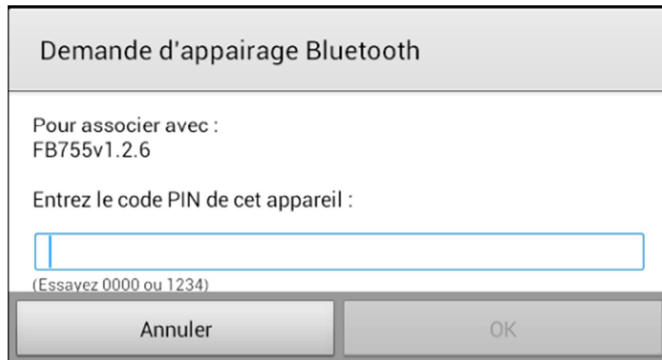 Demande d'appairage Bluetooth
Pour associer avec :
FB755v1.2.6
Entrez le code PIN de cet appareil :
(Essayez 0000 ou 1234)
Annuler
OK